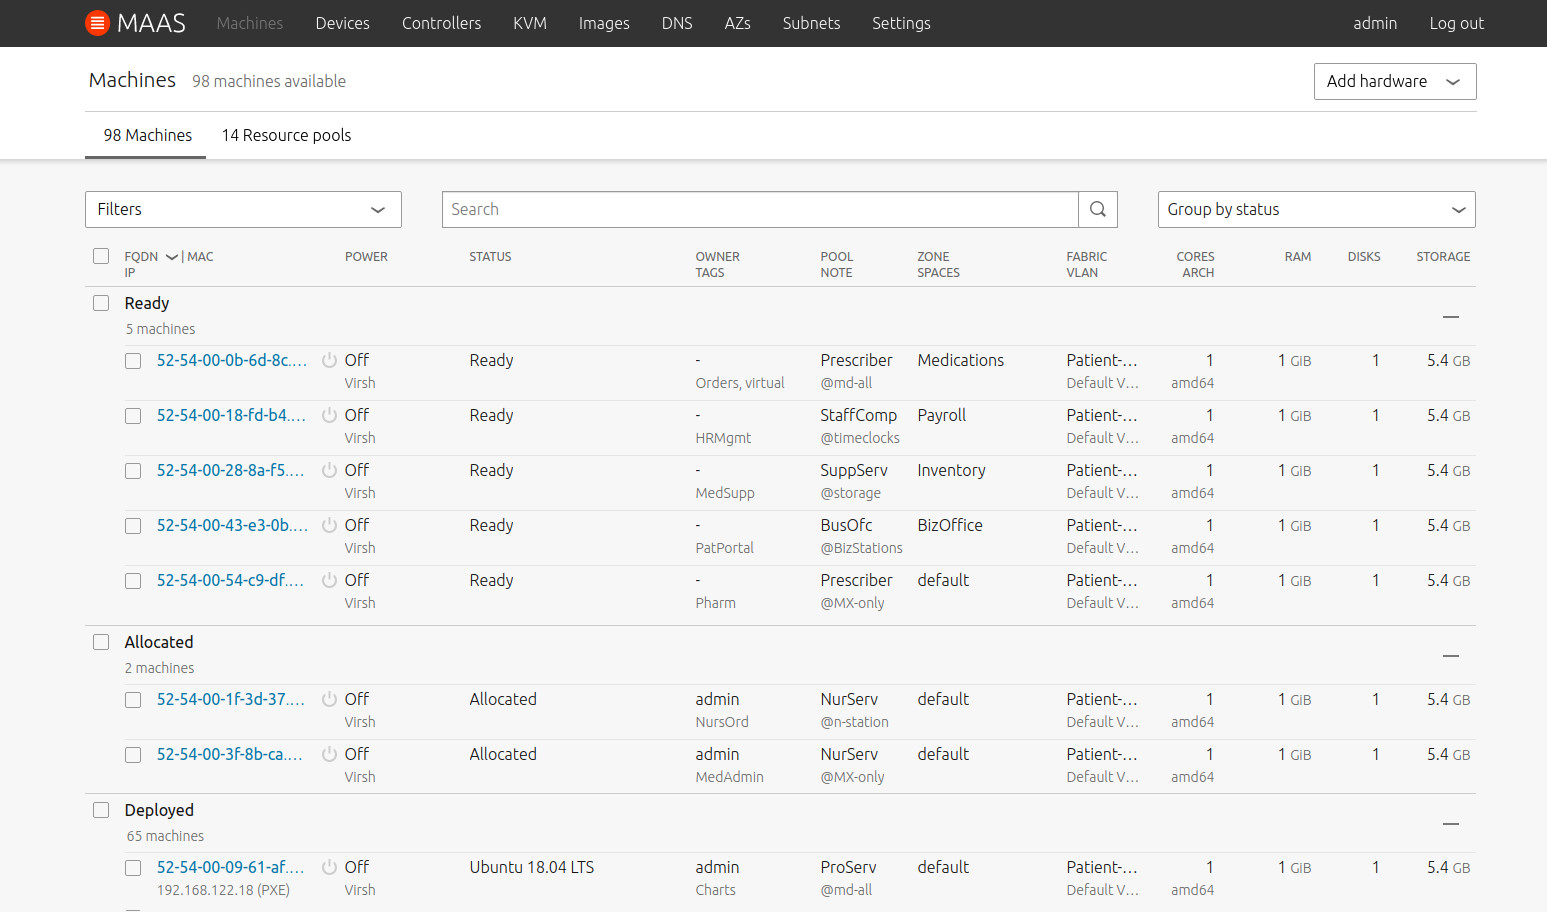 MAAS Machines Devices Controllers KVM Images DNS AZs Subnets Settings admin Log out
Machines 98 machines available Add hardware
98 Machines 14 Resource pools
Filters Search Group by status
FQDN | MAC POWER STATUS OWNER POOL ZONE FABRIC CORES RAM DISKS STORAGE
IP TAGS NOTE SPACES VLAN ARCH
Ready
5 machines
52-54-00-0b-6d-8c.... Off Ready - Prescriber Medications Patient-... 1 1 GiB 1 5.4 GB
Virsh Orders, virtual @md-all Default V... amd64
52-54-00-18-fd-b4.... Off Ready - StaffComp Payroll Patient-... 1 1 GiB 1 5.4 GB
Virsh HRMgmt @timeclocks Default V... amd64
52-54-00-28-8a-f5.... Off Ready - SuppServ Inventory Patient-... 1 1 GiB 1 5.4 GB
Virsh MedSupp @storage Default V... amd64
52-54-00-43-e3-0b.... Off Ready - BusOfc BizOffice Patient-... 1 1 GiB 1 5.4 GB
Virsh PatPortal @BizStations Default V... amd64
52-54-00-54-c9-df.... Off Ready - Prescriber default Patient-... 1 1 GiB 1 5.4 GB
Virsh Pharm @MX-only Default V... amd64
Allocated
2 machines
52-54-00-1f-3d-37.... Off Allocated admin NurServ default Patient-... 1 1 GiB 1 5.4 GB
Virsh NursOrd @n-station Default V... amd64
52-54-00-3f-8b-ca.... Off Allocated admin NurServ default Patient-... 1 1 GiB 1 5.4 GB
Virsh MedAdmin @MX-only Default V... amd64
Deployed
65 machines
52-54-00-09-61-af.... Off Ubuntu 18.04 LTS admin ProServ default Patient-... 1 1 GiB 1 5.4 GB
192.168.122.18 (PXE) Virsh Charts @md-all Default V... amd64